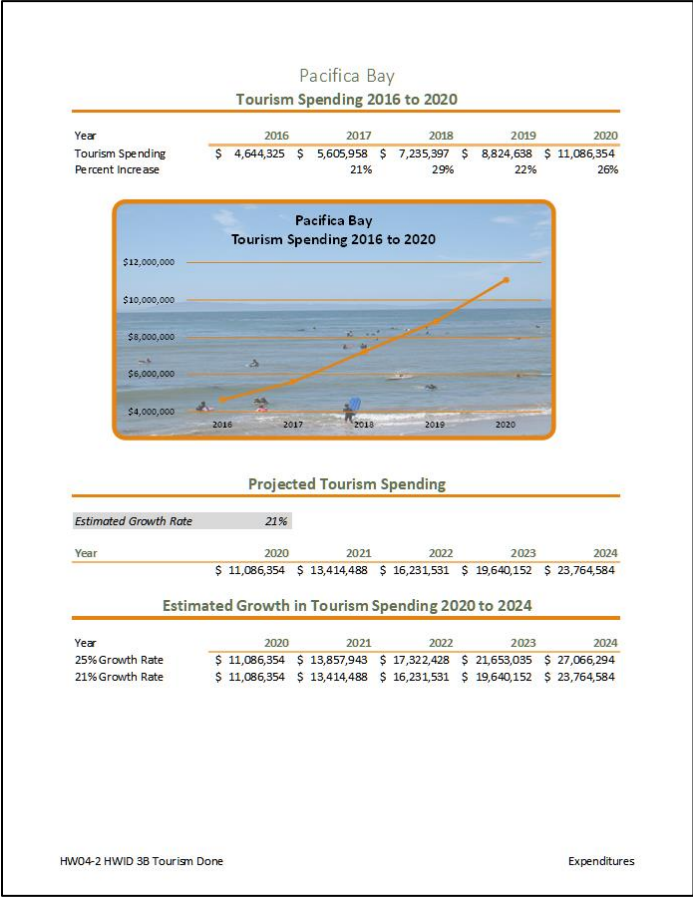 Pacifica Bay
Tourism Spending 2016 to 2020
Year 2016 2017 2018 2019 2020
Tourism Spending $ 4,644,325 $ 5,605,958 $ 7,235,397 $ 8,824,638 $ 11,086,354
Percent Increase 21% 29% 22% 26%
Pacifica Bay
Tourism Spending 2016 to 2020
$12,000,000
$10,000,000
$8,000,000
$6,000,000
$4,000,000
2016 2017 2018 2019 2020
Projected Tourism Spending
Estimated Growth Rate 21%
Year 2020 2021 2022 2023 2024
$ 11,086,354 $ 13,414,488 $ 16,231,531 $ 19,640,152 $ 23,764,584
Estimated Growth in Tourism Spending 2020 to 2024
Year 2020 2021 2022 2023 2024
25% Growth Rate $ 11,086,354 $ 13,857,943 $ 17,322,428 $ 21,653,035 $ 27,066,294
21% Growth Rate $ 11,086,354 $ 13,414,488 $ 16,231,531 $ 19,640,152 $ 23,764,584
HW04-2 HWID 3B Tourism Done Expenditures